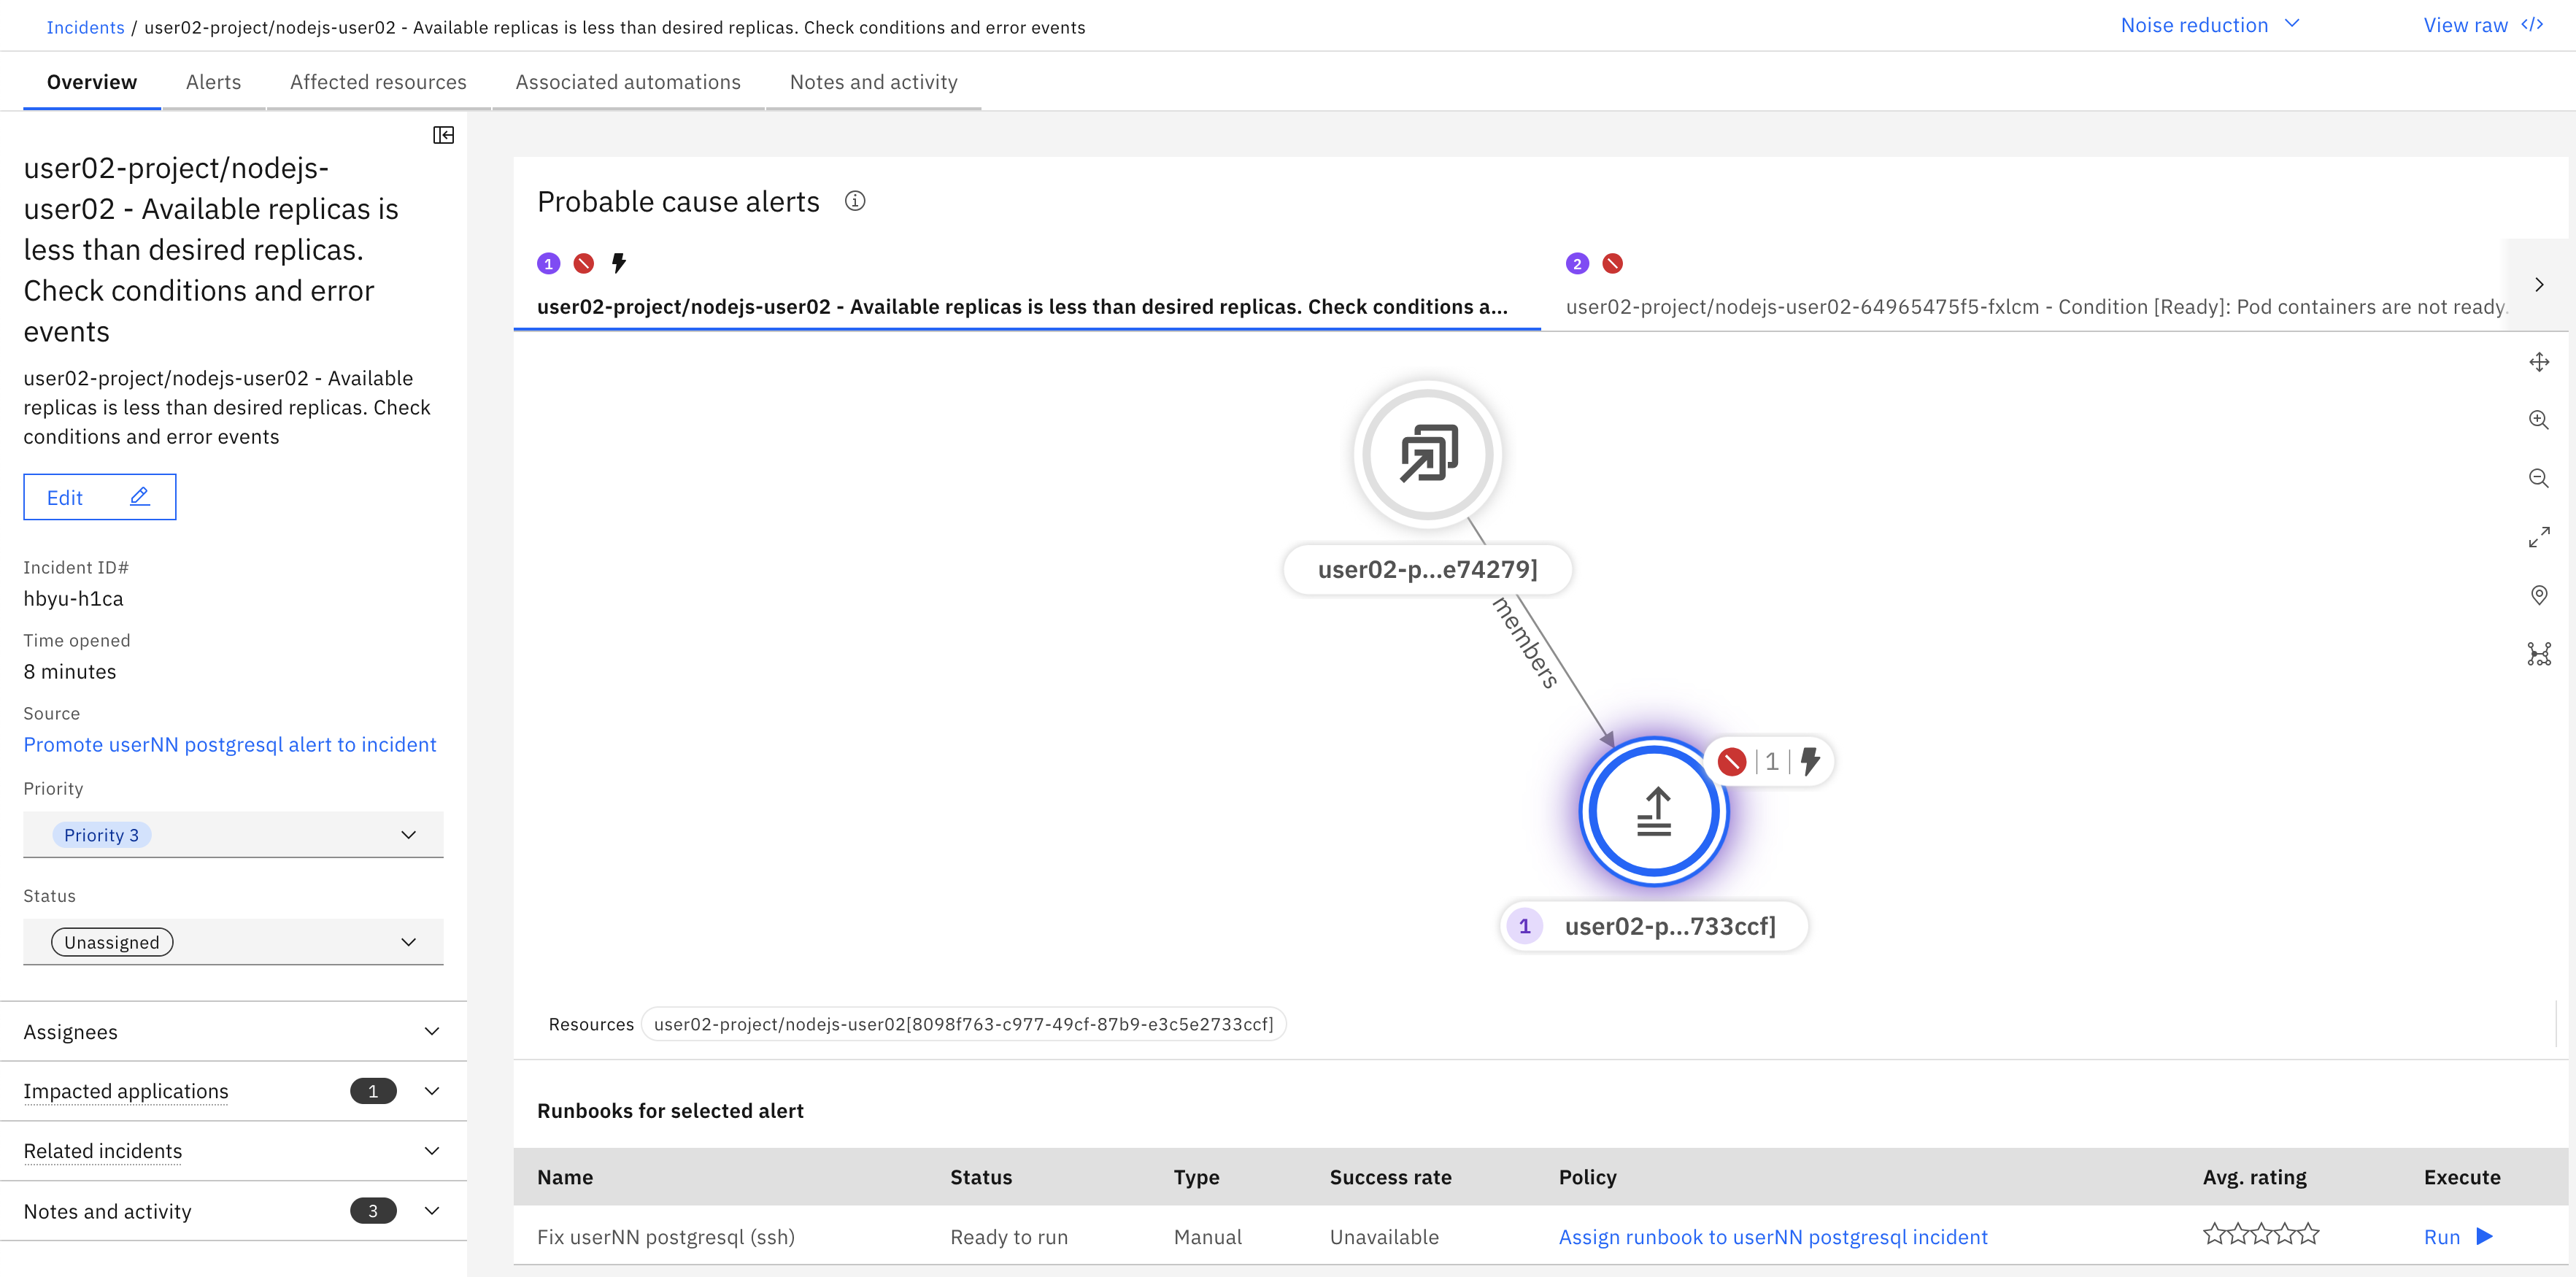 Incidents / user02-project/nodejs-user02 - Available replicas is less than desired replicas. Check conditions and error events
Noise reduction
View raw </>
Overview
Alerts
Affected resources
Associated automations
Notes and activity
user02-project/nodejs-
user02 - Available replicas is
less than desired replicas.
Check conditions and error
events
user02-project/nodejs-user02 - Available
replicas is less than desired replicas. Check
conditions and error events
Edit
Incident ID#
hbyu-h1ca
Time opened
8 minutes
Source
Promote userNN postgresql alert to incident
Priority
Priority 3
Status
Unassigned
Assignees
Impacted applications 1
Related incidents
Notes and activity 3
Probable cause alerts
1
user02-project/nodejs-user02 - Available replicas is less than desired replicas. Check conditions a...
2
user02-project/nodejs-user02-64965475f5-fxlcm - Condition [Ready]: Pod containers are not ready.
user02-p...e74279]
members
1
1 user02-p...733ccf]
Resources user02-project/nodejs-user02[8098f763-c977-49cf-87b9-e3c5e2733ccf]
Runbooks for selected alert
Name Status Type Success rate Policy Avg. rating Execute
Fix userNN postgresql (ssh) Ready to run Manual Unavailable Assign runbook to userNN postgresql incident Run